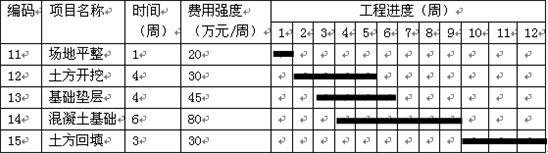 编码 项目名称 时间（周） 费用强度（万元/周） 工程进度（周）
1 2 3 4 5 6 7 8 9 10 11 12
11 场地平整 1 20
12 土方开挖 4 30
13 基础垫层 4 45
14 混凝土基础 6 80
15 土方回填 3 30